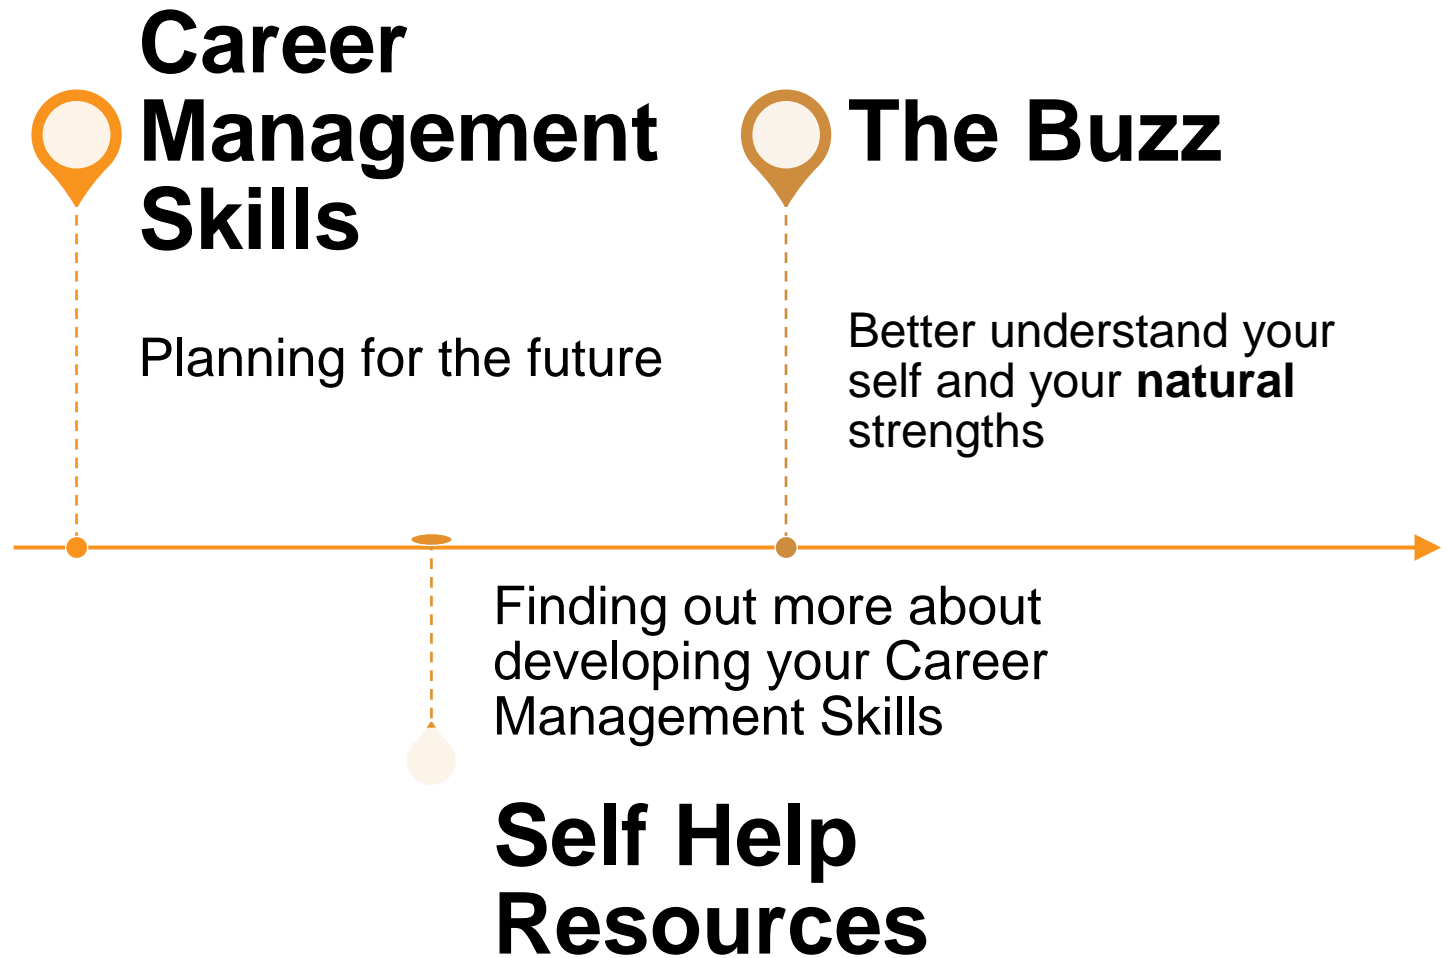 Career
Management
Skills
Planning for the future
The Buzz
Better understand your
self and your natural
strengths
Finding out more about
developing your Career
Management Skills
Self Help
Resources